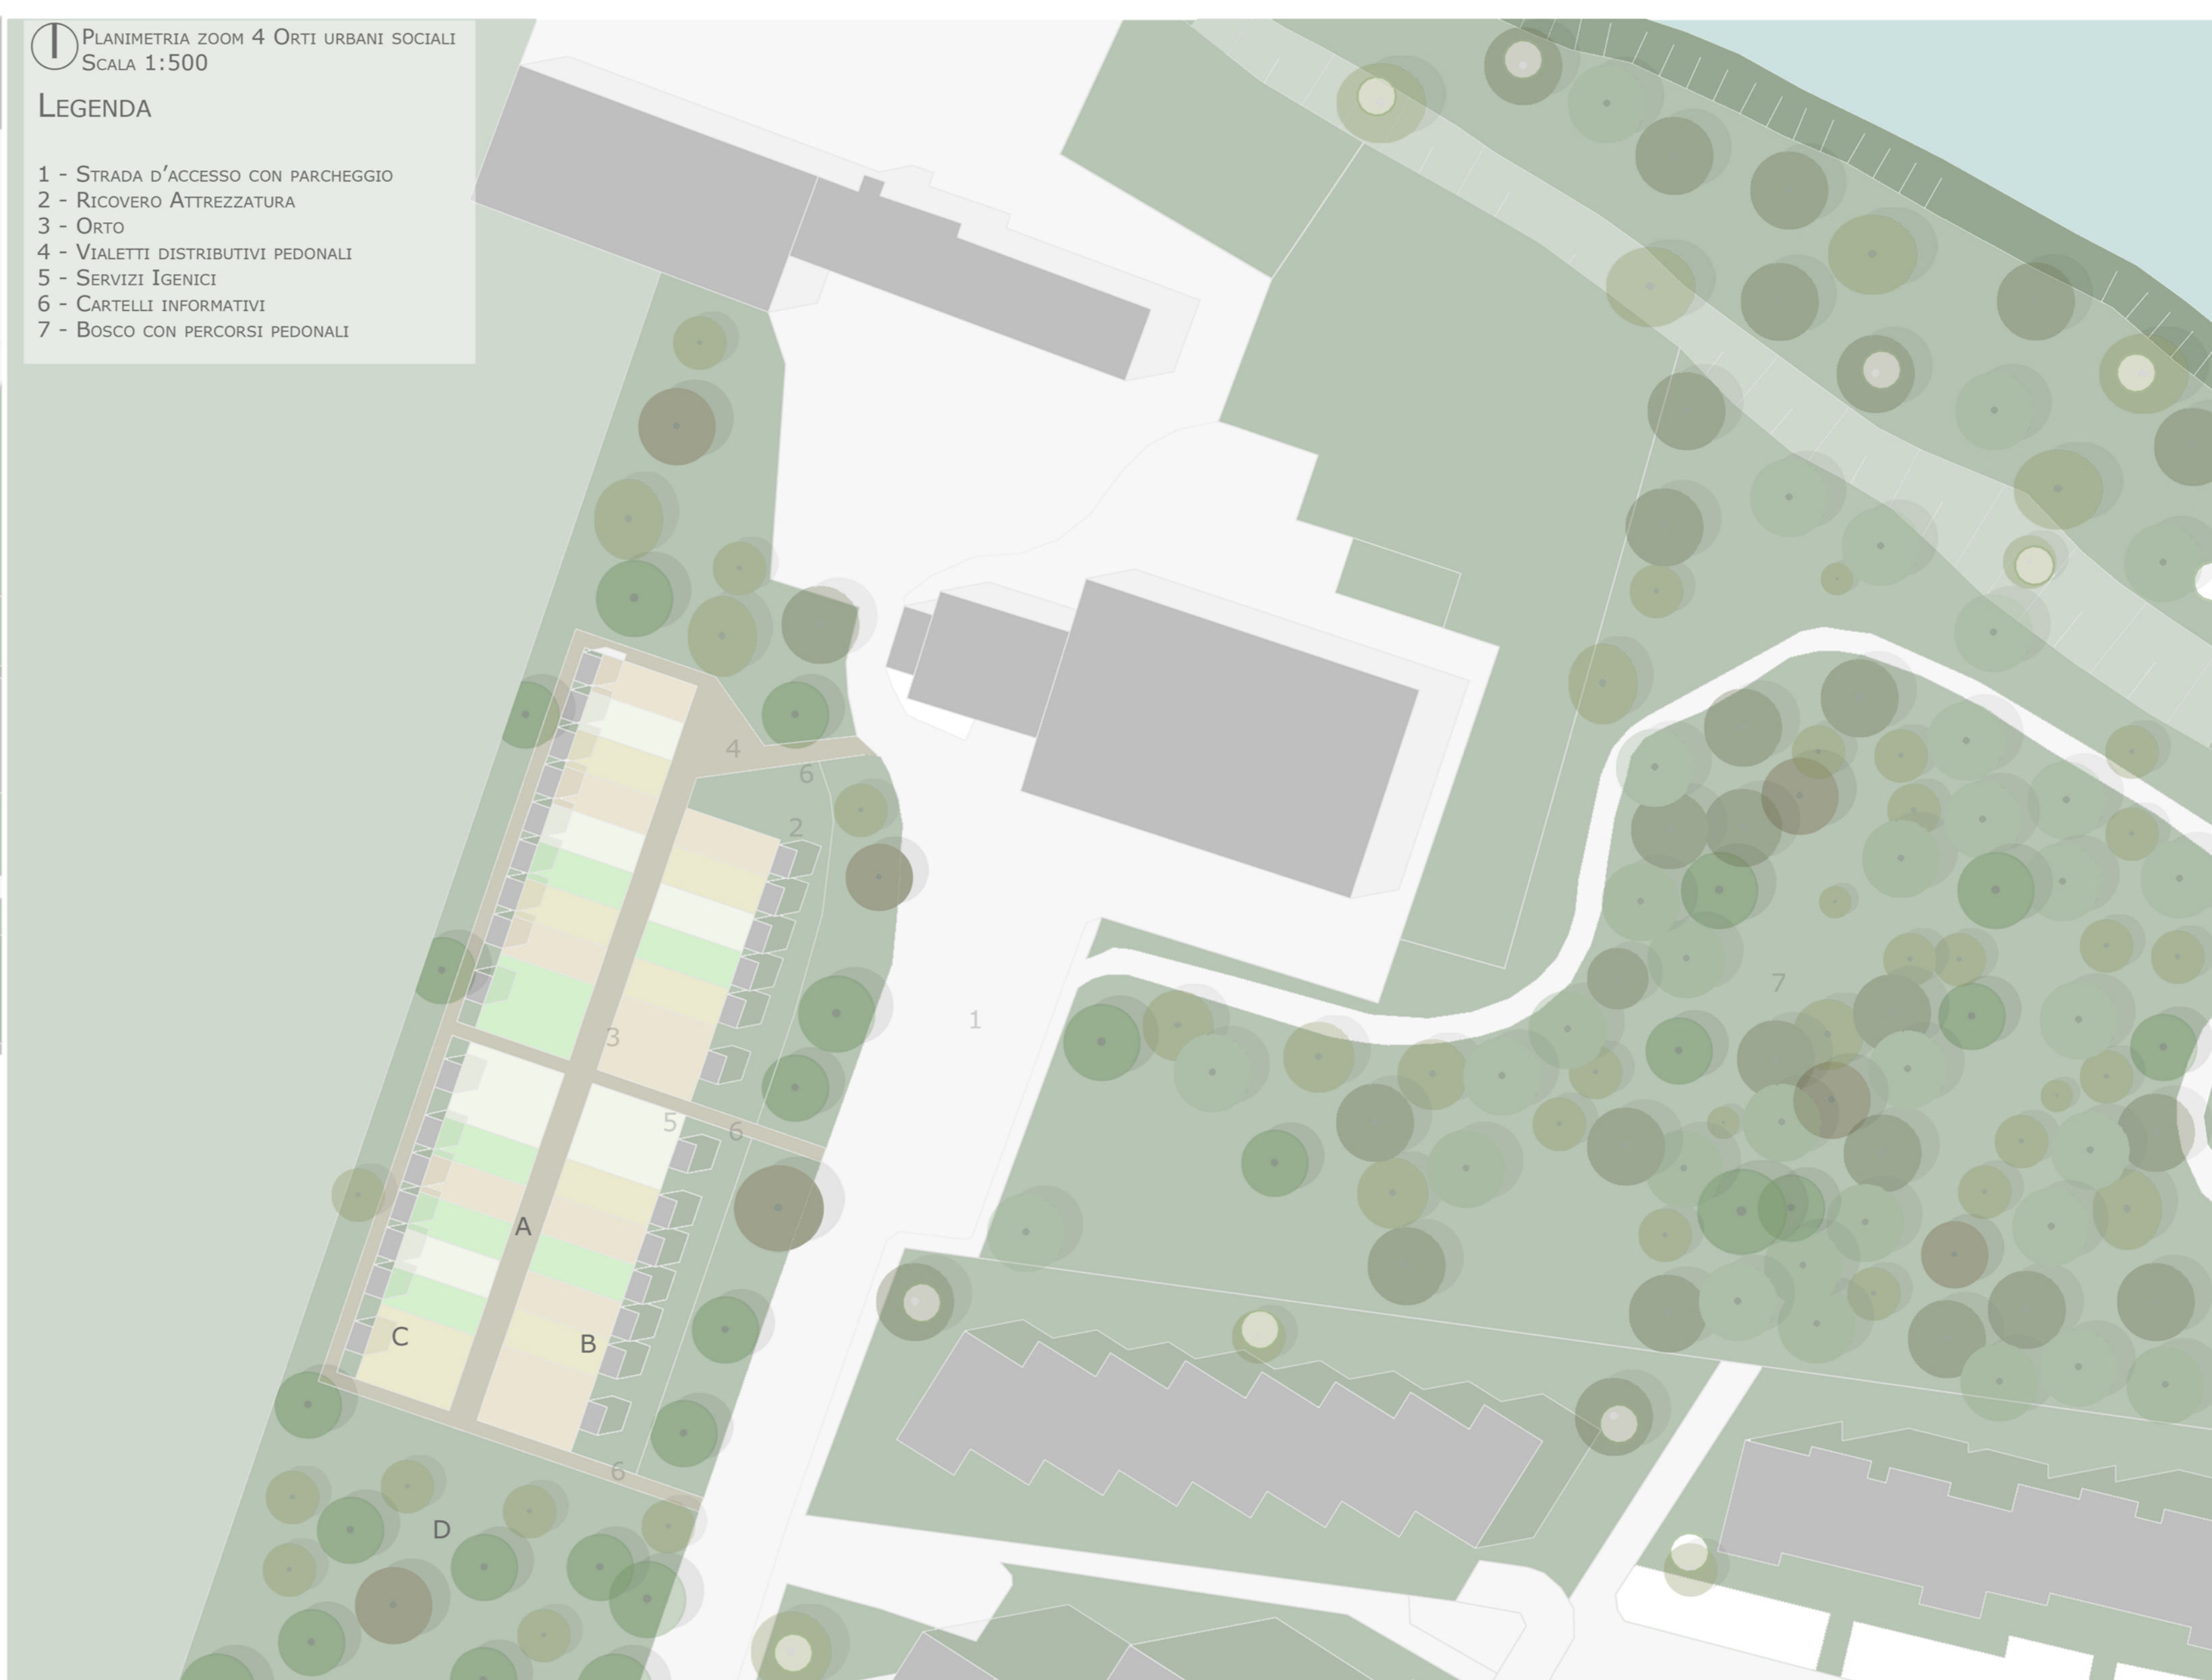 Planimetria zoom 4 Orti urbani sociali
Scala 1:500
Legenda
1 - Strada d'accesso con parcheggio
2 - Ricovero Attrezzatura
3 - Orto
4 - Vialetti distributivi pedonali
5 - Servizi Igenici
6 - Cartelli informativi
7 - Bosco con percorsi pedonali
4
6
2
7
1
3
5
6
A
C
B
6
D